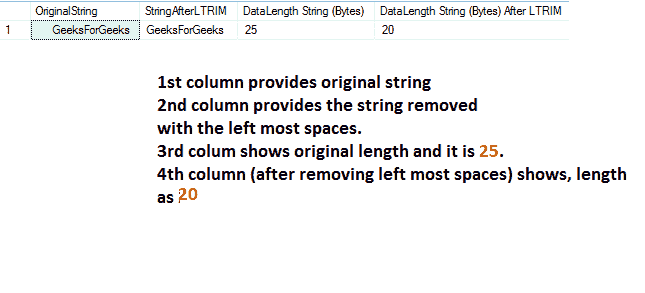 OriginalString StringAfterLTRIM DataLength String (Bytes) DataLength String (Bytes) After LTRIM
1 GeeksForGeeks GeeksForGeeks 25 20
1st column provides original string
2nd column provides the string removed
with the left most spaces.
3rd colum shows original length and it is 25.
4th column (after removing left most spaces) shows, length
as 20